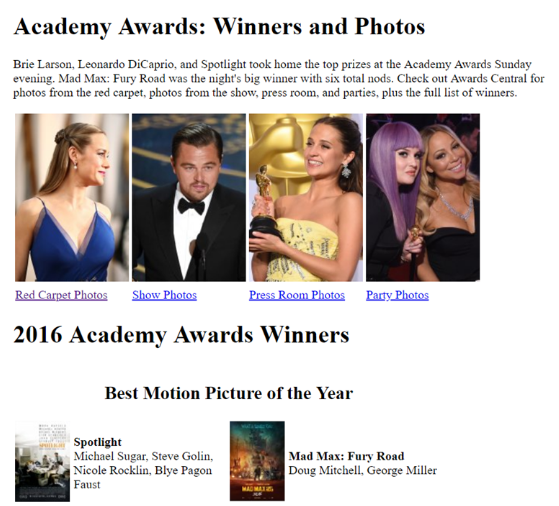 Academy Awards: Winners and Photos
Brie Larson, Leonardo DiCaprio, and Spotlight took home the top prizes at the Academy Awards Sunday
evening. Mad Max: Fury Road was the night's big winner with six total nods. Check out Awards Central for
photos from the red carpet, photos from the show, press room, and parties, plus the full list of winners.
Red Carpet Photos
Show Photos
Press Room Photos
Party Photos
2016 Academy Awards Winners
Best Motion Picture of the Year
Spotlight
Michael Sugar, Steve Golin,
Nicole Rocklin, Blye Pagon
Faust
Mad Max: Fury Road
Doug Mitchell, George Miller
MAD MAX